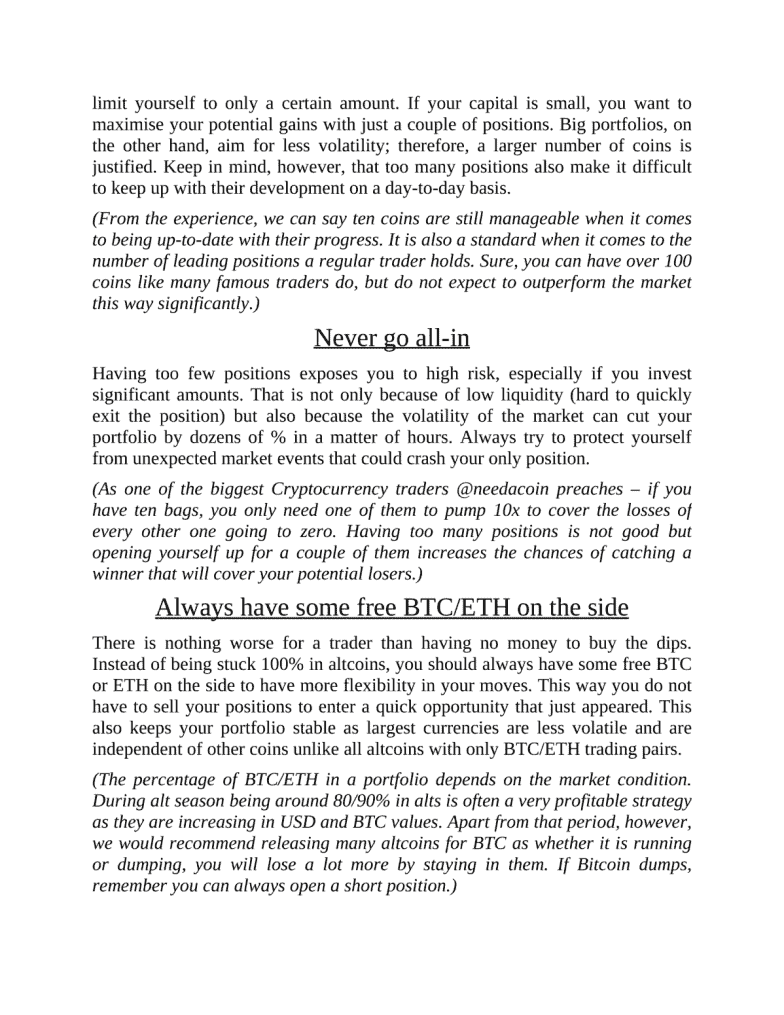 limit yourself to only a certain amount. If your capital is small, you want to
maximise your potential gains with just a couple of positions. Big portfolios, on
the other hand, aim for less volatility; therefore, a larger number of coins is
justified. Keep in mind, however, that too many positions also make it difficult
to keep up with their development on a day-to-day basis.
(From the experience, we can say ten coins are still manageable when it comes
to being up-to-date with their progress. It is also a standard when it comes to the
number of leading positions a regular trader holds. Sure, you can have over 100
coins like many famous traders do, but do not expect to outperform the market
this way significantly.)
Never go all-in
Having too few positions exposes you to high risk, especially if you invest
significant amounts. That is not only because of low liquidity (hard to quickly
exit the position) but also because the volatility of the market can cut your
portfolio by dozens of % in a matter of hours. Always try to protect yourself
from unexpected market events that could crash your only position.
(As one of the biggest Cryptocurrency traders @needacoin preaches – if you
have ten bags, you only need one of them to pump 10x to cover the losses of
every other one going to zero. Having too many positions is not good but
opening yourself up for a couple of them increases the chances of catching a
winner that will cover your potential losers.)
Always have some free BTC/ETH on the side
There is nothing worse for a trader than having no money to buy the dips.
Instead of being stuck 100% in altcoins, you should always have some free BTC
or ETH on the side to have more flexibility in your moves. This way you do not
have to sell your positions to enter a quick opportunity that just appeared. This
also keeps your portfolio stable as largest currencies are less volatile and are
independent of other coins unlike all altcoins with only BTC/ETH trading pairs.
(The percentage of BTC/ETH in a portfolio depends on the market condition.
During alt season being around 80/90% in alts is often a very profitable strategy
as they are increasing in USD and BTC values. Apart from that period, however,
we would recommend releasing many altcoins for BTC as whether it is running
or dumping, you will lose a lot more by staying in them. If Bitcoin dumps,
remember you can always open a short position.)